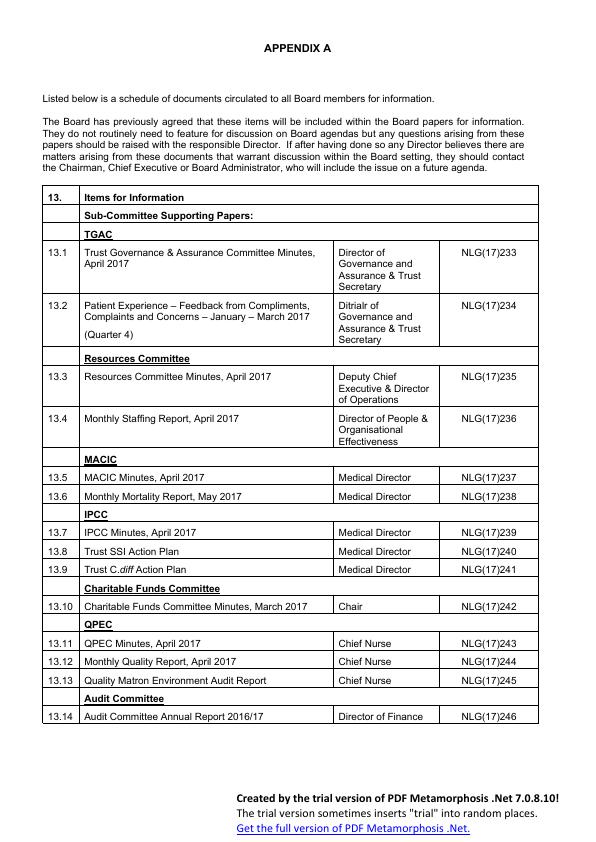 APPENDIX A
Listed below is a schedule of documents circulated to all Board members for information.
The Board has previously agreed that these items will be included within the Board papers for information.
They do not routinely need to feature for discussion on Board agendas but any questions arising from these
papers should be raised with the responsible Director. If after having done so any Director believes there are
matters arising from these documents that warrant discussion within the Board setting, they should contact
the Chairman, Chief Executive or Board Administrator, who will include the issue on a future agenda.
13. Items for Information
Sub-Committee Supporting Papers:
TGAC
13.1 Trust Governance & Assurance Committee Minutes, Director of NLG(17)233
April 2017 Governance and
Assurance & Trust
Secretary
13.2 Patient Experience – Feedback from Compliments, Ditrialr of NLG(17)234
Complaints and Concerns – January – March 2017 Governance and
(Quarter 4) Assurance & Trust
Secretary
Resources Committee
13.3 Resources Committee Minutes, April 2017 Deputy Chief NLG(17)235
Executive & Director
of Operations
13.4 Monthly Staffing Report, April 2017 Director of People & NLG(17)236
Organisational
Effectiveness
MACIC
13.5 MACIC Minutes, April 2017 Medical Director NLG(17)237
13.6 Monthly Mortality Report, May 2017 Medical Director NLG(17)238
IPCC
13.7 IPCC Minutes, April 2017 Medical Director NLG(17)239
13.8 Trust SSI Action Plan Medical Director NLG(17)240
13.9 Trust C.diff Action Plan Medical Director NLG(17)241
Charitable Funds Committee
13.10 Charitable Funds Committee Minutes, March 2017 Chair NLG(17)242
QPEC
13.11 QPEC Minutes, April 2017 Chief Nurse NLG(17)243
13.12 Monthly Quality Report, April 2017 Chief Nurse NLG(17)244
13.13 Quality Matron Environment Audit Report Chief Nurse NLG(17)245
Audit Committee
13.14 Audit Committee Annual Report 2016/17 Director of Finance NLG(17)246
Created by the trial version of PDF Metamorphosis .Net 7.0.8.10!
The trial version sometimes inserts "trial" into random places.
Get the full version of PDF Metamorphosis .Net.